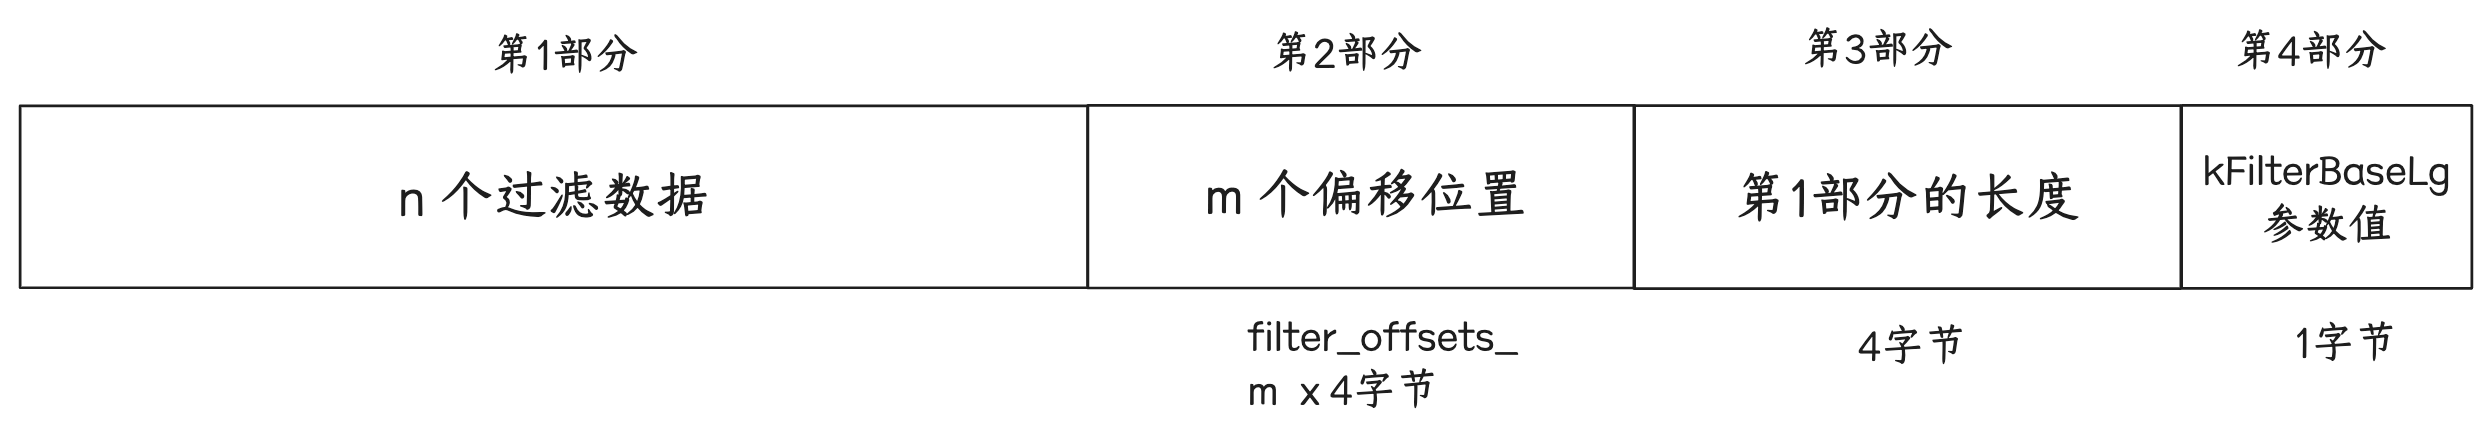 第1部分
第2部分
第3部分
第4部分
n 个过滤数据
m 个偏移位置
第1部分的长度
kFilterBaseLg
参数值
filter_offsets_
m x 4字节
4字节
1字节